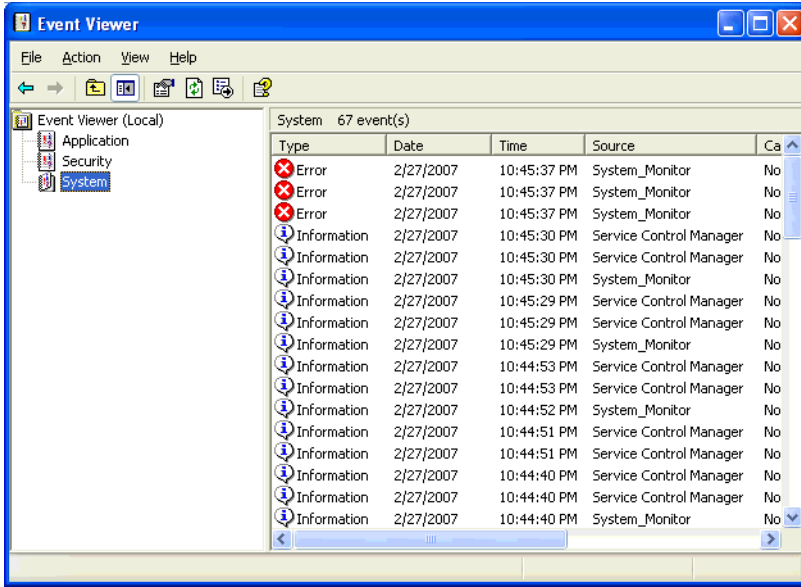 Event Viewer
File Action View Help
Event Viewer (Local)
Application
Security
System
System 67 event(s)
Type Date Time Source Ca
Error 2/27/2007 10:45:37 PM System_Monitor No
Error 2/27/2007 10:45:37 PM System_Monitor No
Error 2/27/2007 10:45:37 PM System_Monitor No
Information 2/27/2007 10:45:30 PM Service Control Manager No
Information 2/27/2007 10:45:30 PM Service Control Manager No
Information 2/27/2007 10:45:30 PM System_Monitor No
Information 2/27/2007 10:45:29 PM Service Control Manager No
Information 2/27/2007 10:45:29 PM Service Control Manager No
Information 2/27/2007 10:45:29 PM System_Monitor No
Information 2/27/2007 10:44:53 PM Service Control Manager No
Information 2/27/2007 10:44:53 PM Service Control Manager No
Information 2/27/2007 10:44:52 PM System_Monitor No
Information 2/27/2007 10:44:51 PM Service Control Manager No
Information 2/27/2007 10:44:51 PM Service Control Manager No
Information 2/27/2007 10:44:40 PM Service Control Manager No
Information 2/27/2007 10:44:40 PM Service Control Manager No
Information 2/27/2007 10:44:40 PM System_Monitor No